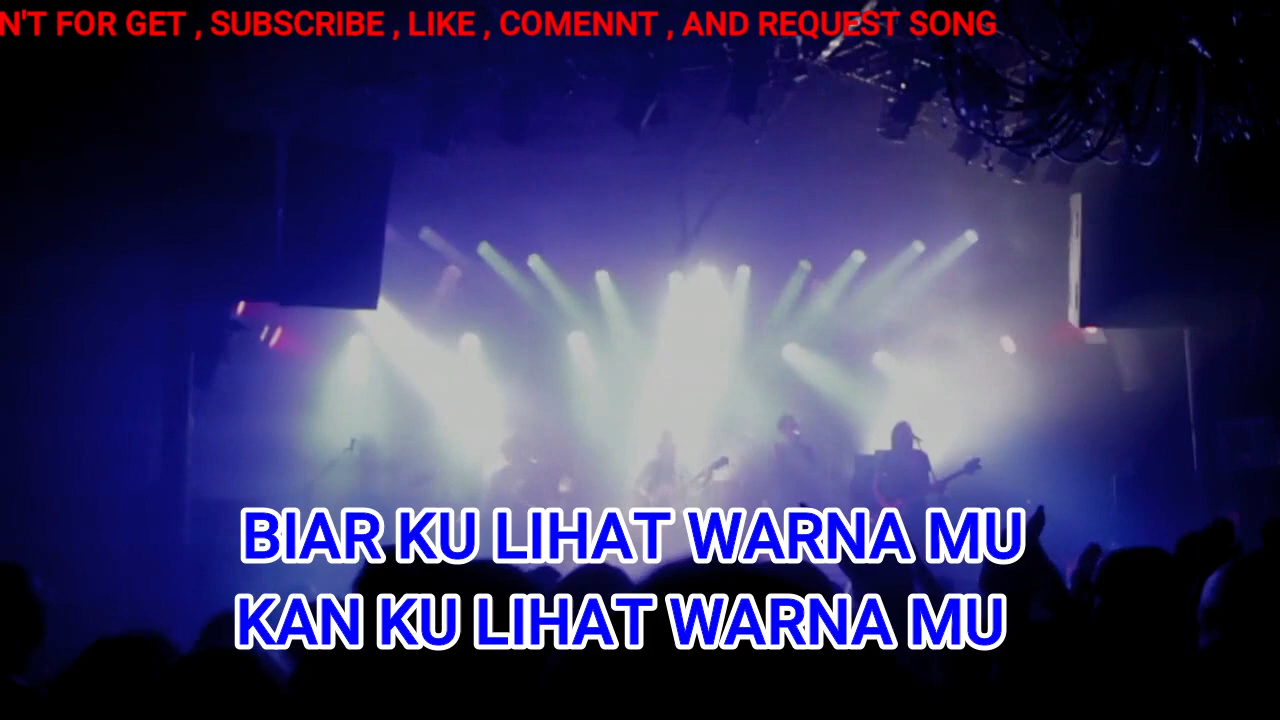 N'T FOR GET , SUBSCRIBE , LIKE , COMENNT , AND REQUEST SONG
BIAR KU LIHAT WARNA MU
KAN KU LIHAT WARNA MU